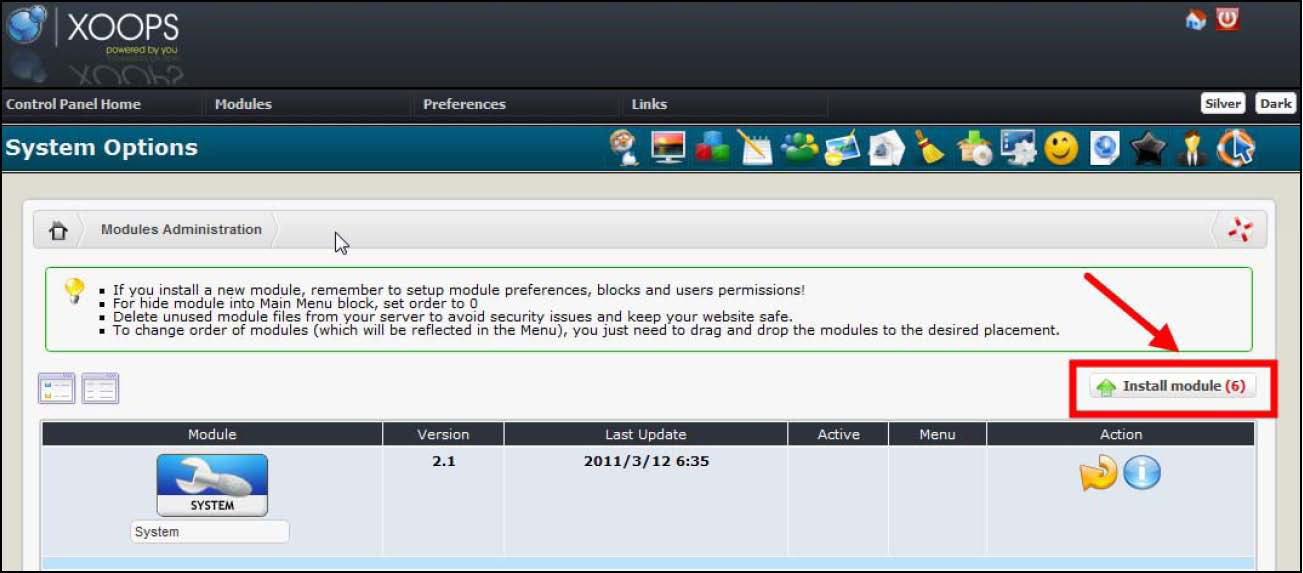 XOOPS
powered by you
Control Panel Home Modules Preferences Links Silver Dark
System Options
Modules Administration
If you install a new module, remember to setup module preferences, blocks and users permissions!
For hide module into Main Menu block, set order to 0
Delete unused module files from your server to avoid security issues and keep your website safe.
To change order of modules (which will be reflected in the Menu), you just need to drag and drop the modules to the desired placement.
Install module (6)
Module Version Last Update Active Menu Action
2.1 2011/3/12 6:35
SYSTEM
System